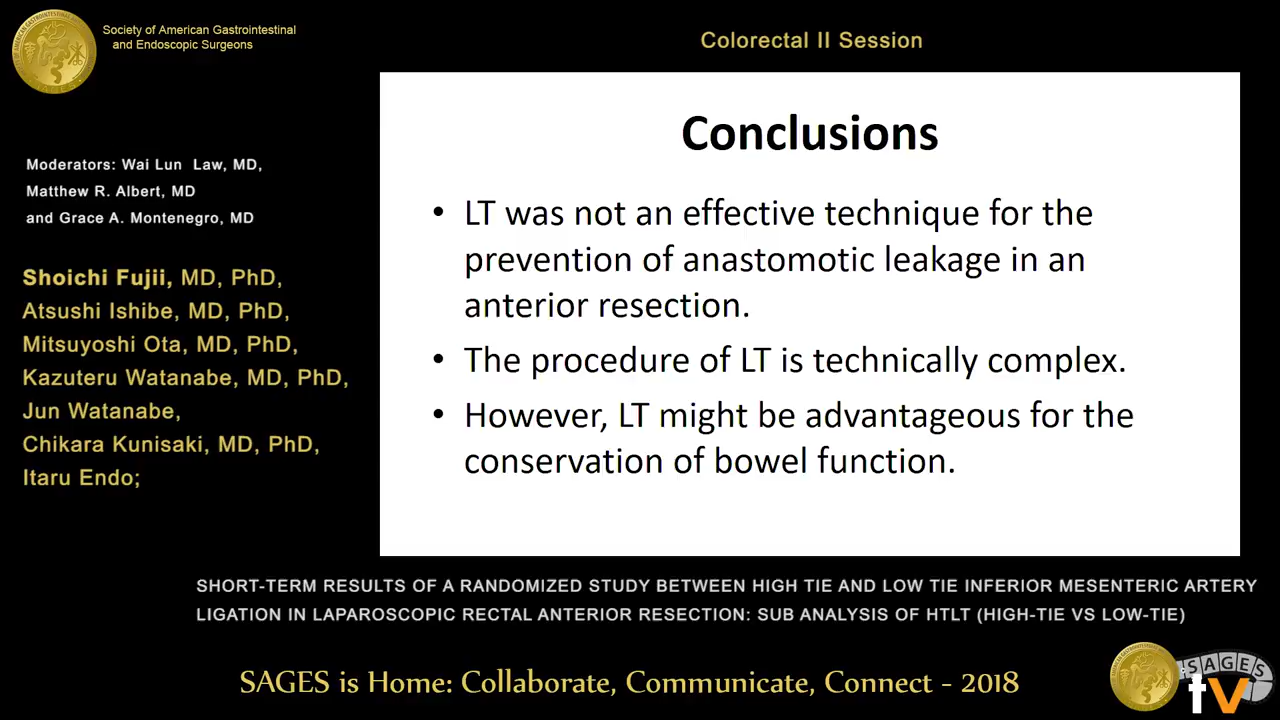 Society of American Gastrointestinal
and Endoscopic Surgeons
Colorectal II Session
Moderators: Wai Lun Law, MD,
Matthew R. Albert, MD
and Grace A. Montenegro, MD
Shoichi Fujii, MD, PhD,
Atsushi Ishibe, MD, PhD,
Mitsuyoshi Ota, MD, PhD,
Kazuteru Watanabe, MD, PhD,
Jun Watanabe,
Chikara Kunisaki, MD, PhD,
Itaru Endo;
Conclusions
• LT was not an effective technique for the
prevention of anastomotic leakage in an
anterior resection.
• The procedure of LT is technically complex.
• However, LT might be advantageous for the
conservation of bowel function.
SHORT-TERM RESULTS OF A RANDOMIZED STUDY BETWEEN HIGH TIE AND LOW TIE INFERIOR MESENTERIC ARTERY
LIGATION IN LAPAROSCOPIC RECTAL ANTERIOR RESECTION: SUB ANALYSIS OF HTLT (HIGH-TIE VS LOW-TIE)
SAGES is Home: Collaborate, Communicate, Connect - 2018
SAGES
tv